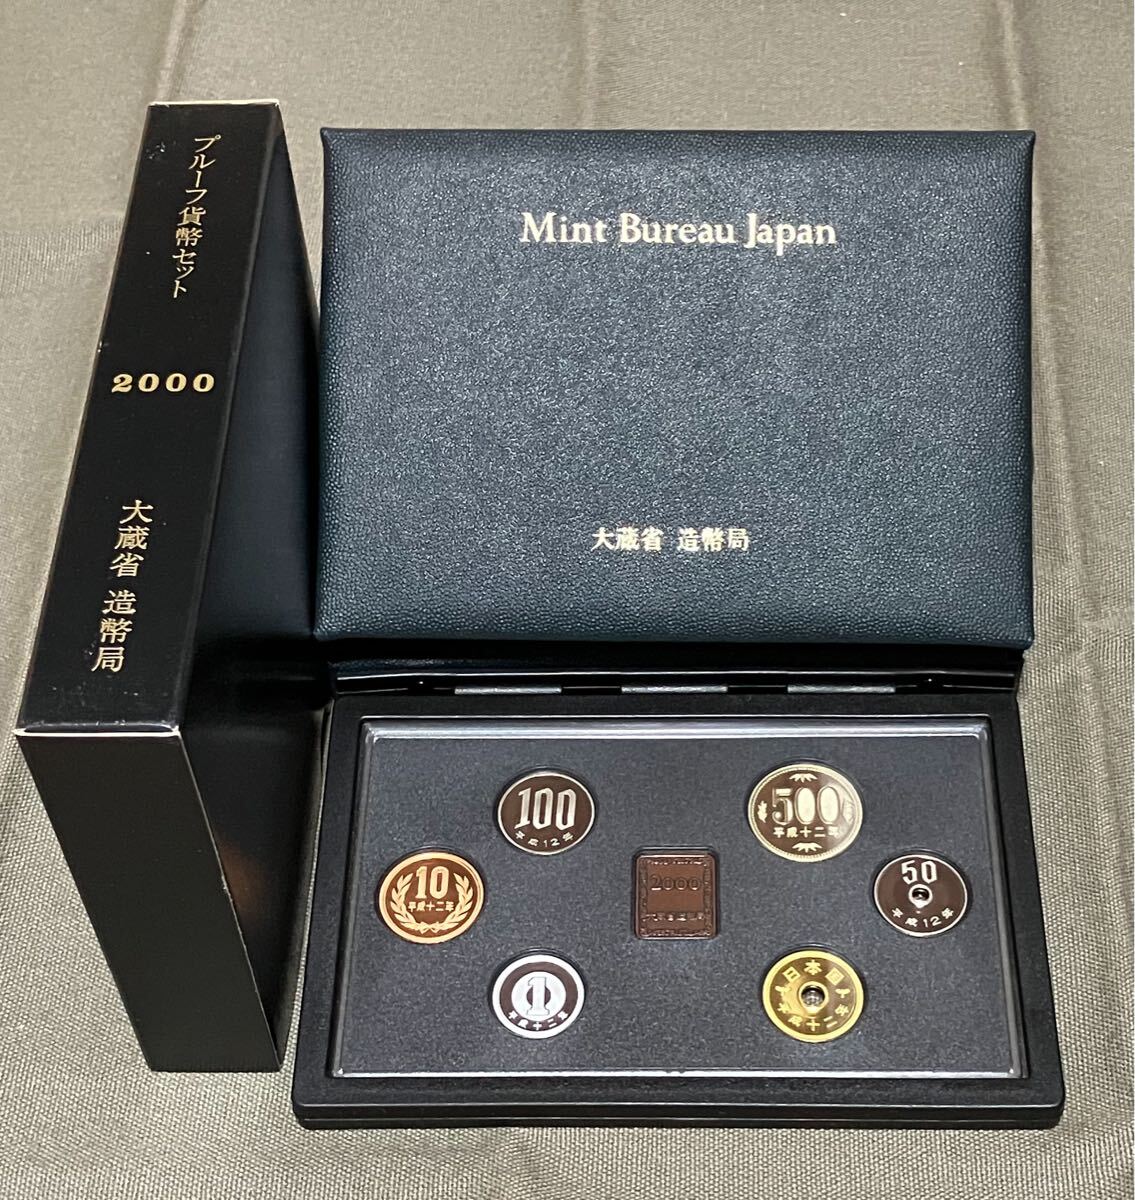 プルーフ貨幣セット
2000
大蔵省 造幣局
Mint Bureau Japan
大蔵省 造幣局
100
平成12年
500
平成十二年
10
平成十二年
2000
50
平成12年
1
平成十二年
日本国
十二年